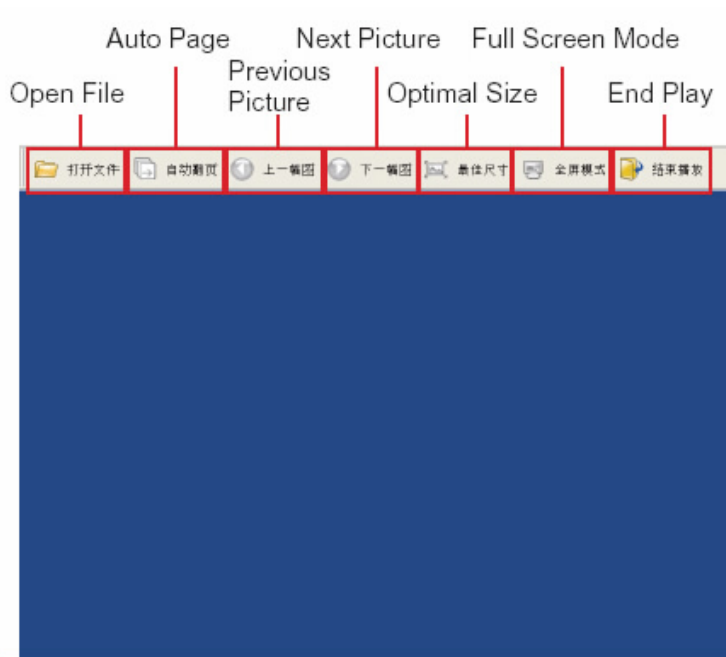 Auto Page
Next Picture
Full Screen Mode
Open File
Previous
Picture
Optimal Size
End Play
打开文件
自动翻页
上一幅图
下一幅图
最佳尺寸
全屏模式
结束播放